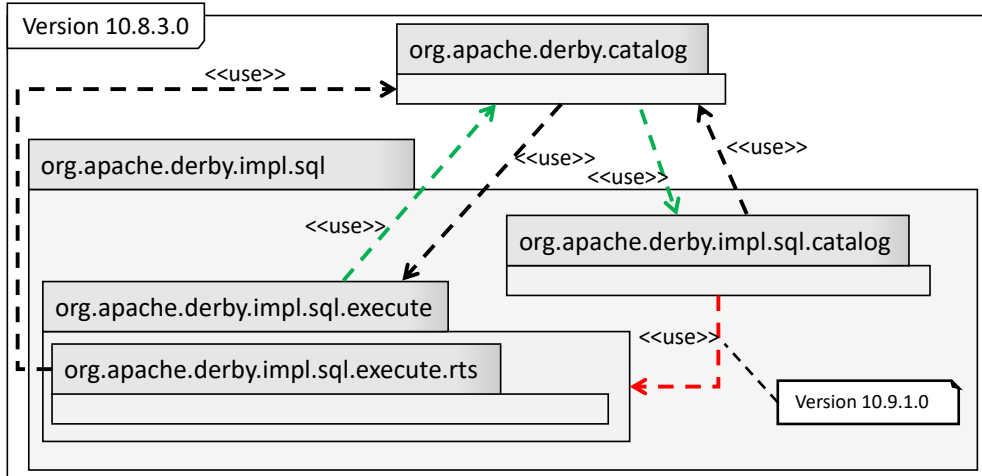 Version 10.8.3.0
org.apache.derby.catalog
<<use>>
org.apache.derby.impl.sql
<<use>>
<<use>>
<<use>>
<<use>>
org.apache.derby.impl.sql.catalog
org.apache.derby.impl.sql.execute
<<use>>
org.apache.derby.impl.sql.execute.rts
Version 10.9.1.0